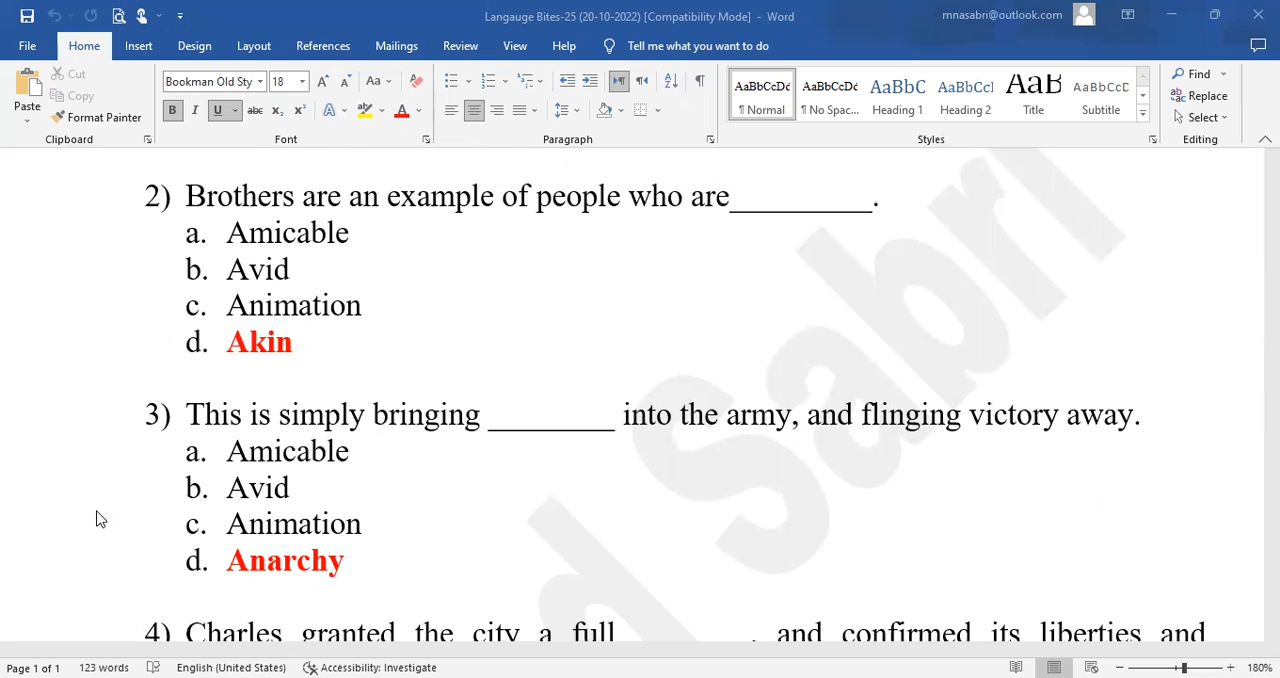 Langauge Bites-25 (20-10-2022) [Compatibility Mode] - Word
mnasabri@outlook.com
File Home Insert Design Layout References Mailings Review View Help Tell me what you want to do
Paste
Cut
Copy
Format Painter
Clipboard
Bookman Old Sty 18
Font
Paragraph
AaBbCcDd AaBbCcDd AaBbC AaBbCc AaB AaBbCcD
¶ Normal ¶ No Spac... Heading 1 Heading 2 Title Subtitle
Styles
Find
Replace
Select
Editing
2) Brothers are an example of people who are_________.
a. Amicable
b. Avid
c. Animation
d. Akin
3) This is simply bringing ________ into the army, and flinging victory away.
a. Amicable
b. Avid
c. Animation
d. Anarchy
4) Charles granted the city a full ________, and confirmed its liberties and
d Sabri
Page 1 of 1 123 words English (United States) Accessibility: Investigate 180%